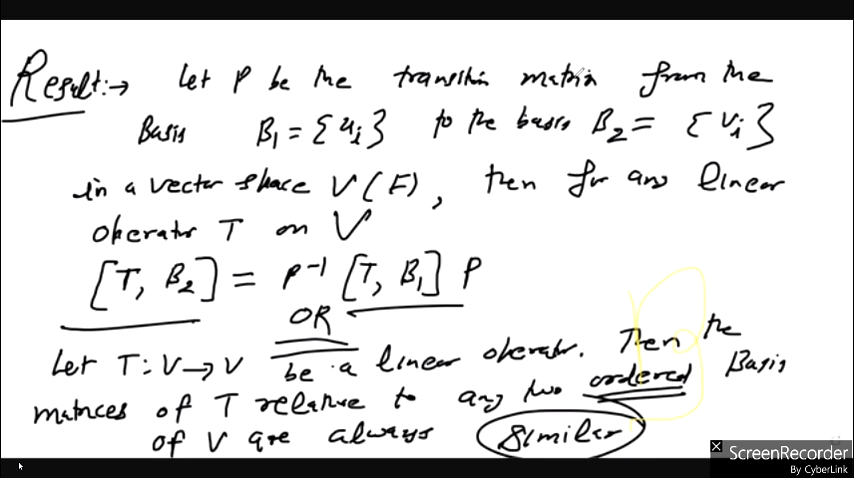 Result:→ Let P be the transition matrix from the
Basis B₁ = {uᵢ} to the basis B₂ = {vᵢ}
in a vector space V(F), then for any linear
operator T on V
[T, B₂] = P⁻¹ [T, B₁] P
OR
Let T: V → V be a linear operator. Then the
matrices of T relative to any two ordered Basis
of V are always similar
ScreenRecorder
By CyberLink